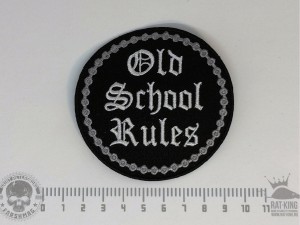 Old
School
Rules
0 1 2 3 4 5 6 7 8 9 10 11
RAT-KING